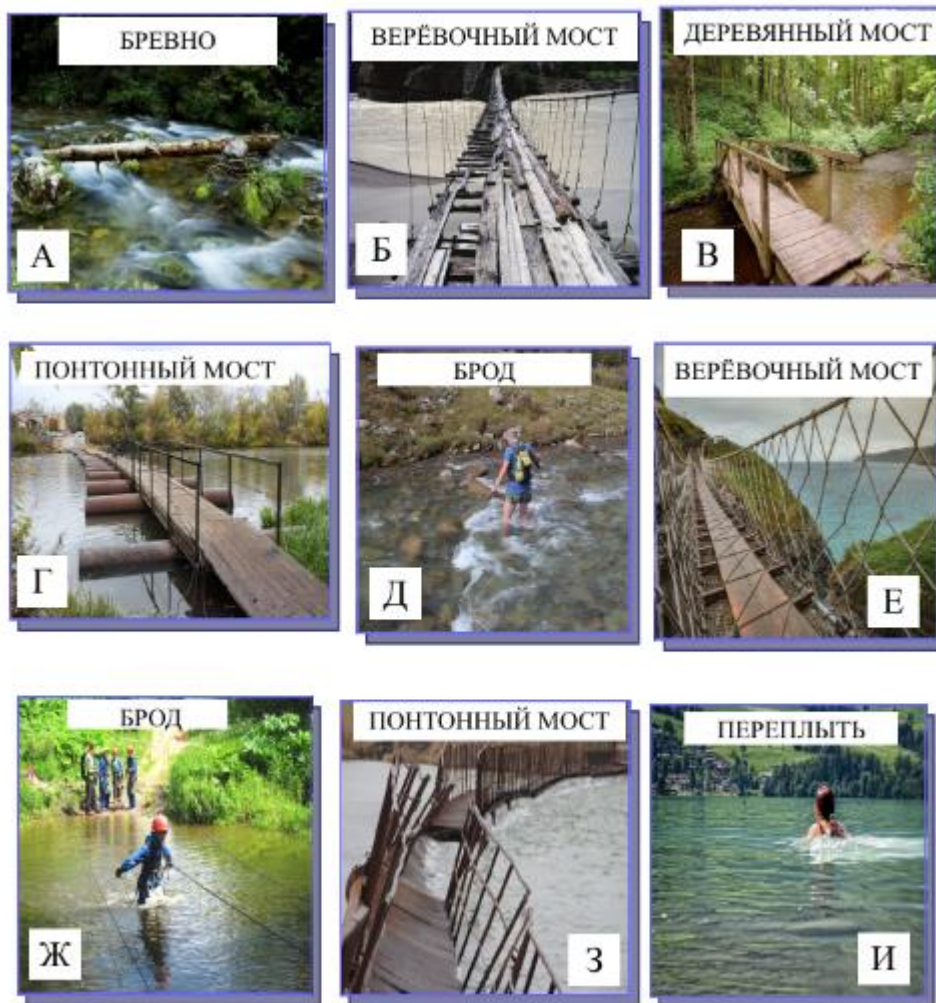 БРЕВНО
А
ВЕРЁВОЧНЫЙ МОСТ
Б
ДЕРЕВЯННЫЙ МОСТ
В
ПОНТОННЫЙ МОСТ
Г
БРОД
Д
ВЕРЁВОЧНЫЙ МОСТ
Е
БРОД
Ж
ПОНТОННЫЙ МОСТ
З
ПЕРЕПЛЫТЬ
И